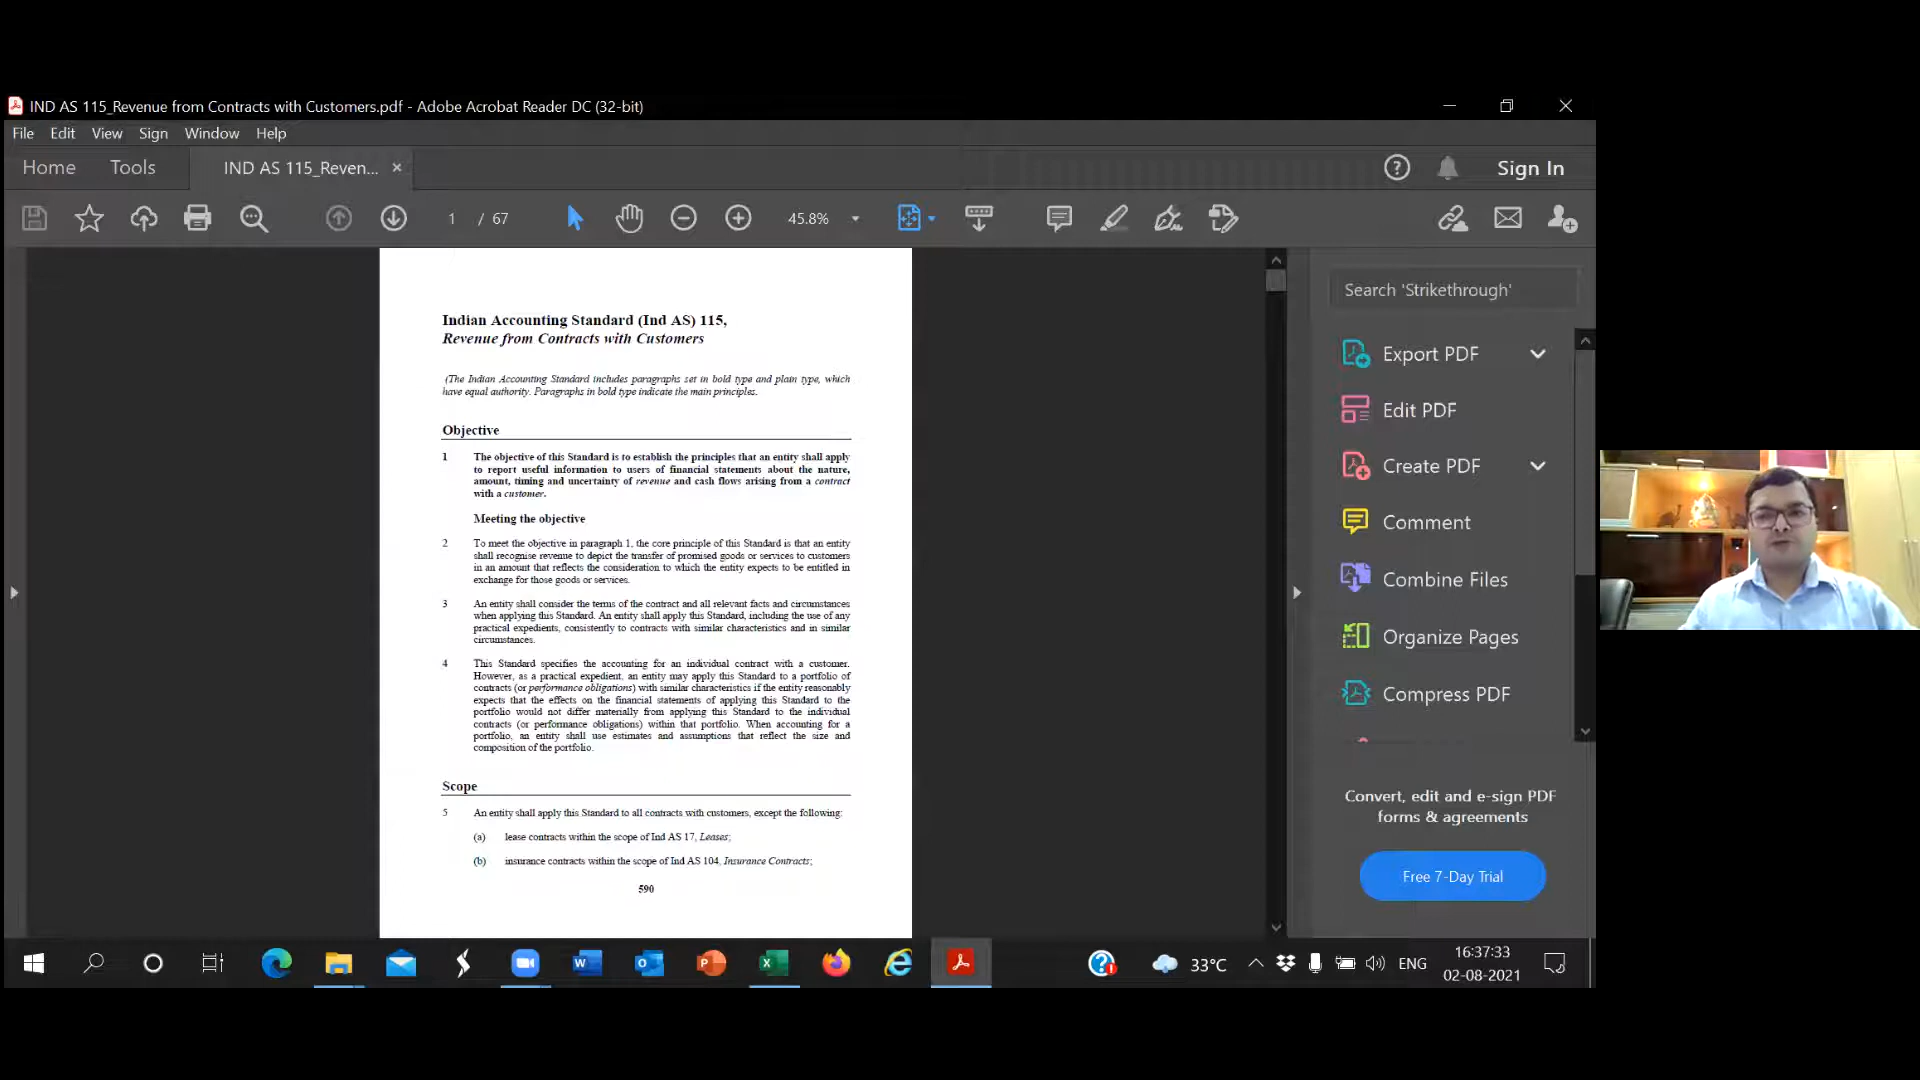 IND AS 115_Revenue from Contracts with Customers.pdf - Adobe Acrobat Reader DC (32-bit)
File Edit View Sign Window Help
Home Tools IND AS 115_Reven... × Sign In
1 / 67 45.8%
Indian Accounting Standard (Ind AS) 115,
Revenue from Contracts with Customers
(The Indian Accounting Standard includes paragraphs set in bold type and plain type, which
have equal authority. Paragraphs in bold type indicate the main principles.
Objective
1 The objective of this Standard is to establish the principles that an entity shall apply
to report useful information to users of financial statements about the nature,
amount, timing and uncertainty of revenue and cash flows arising from a contract
with a customer.
Meeting the objective
2 To meet the objective in paragraph 1, the core principle of this Standard is that an entity
shall recognise revenue to depict the transfer of promised goods or services to customers
in an amount that reflects the consideration to which the entity expects to be entitled in
exchange for those goods or services.
3 An entity shall consider the terms of the contract and all relevant facts and circumstances
when applying this Standard. An entity shall apply this Standard, including the use of any
practical expedients, consistently to contracts with similar characteristics and in similar
circumstances.
4 This Standard specifies the accounting for an individual contract with a customer.
However, as a practical expedient, an entity may apply this Standard to a portfolio of
contracts (or performance obligations) with similar characteristics if the entity reasonably
expects that the effects on the financial statements of applying this Standard to the
portfolio would not differ materially from applying this Standard to the individual
contracts (or performance obligations) within that portfolio. When accounting for a
portfolio, an entity shall use estimates and assumptions that reflect the size and
composition of the portfolio.
Scope
5 An entity shall apply this Standard to all contracts with customers, except the following:
(a) lease contracts within the scope of Ind AS 17, Leases;
(b) insurance contracts within the scope of Ind AS 104, Insurance Contracts;
590
Search 'Strikethrough'
Export PDF
Edit PDF
Create PDF
Comment
Combine Files
Organize Pages
Compress PDF
Convert, edit and e-sign PDF
forms & agreements
Free 7-Day Trial
33°C ENG 16:37:33
02-08-2021